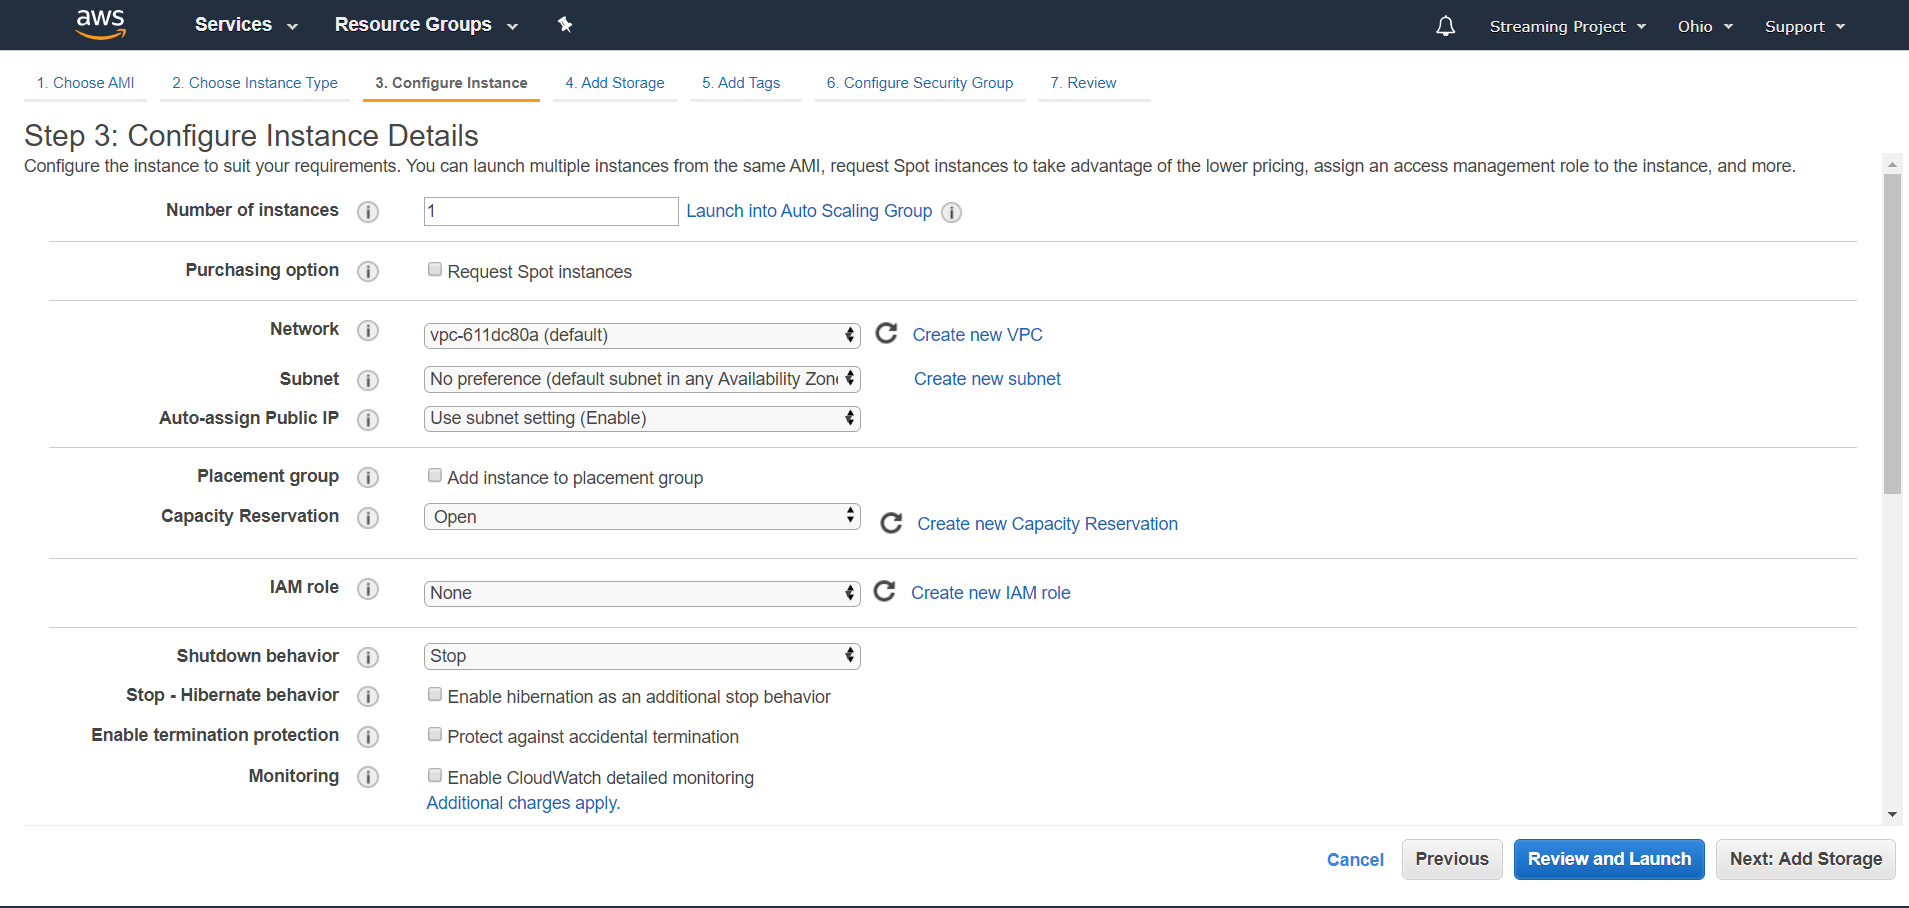 aws Services Resource Groups Streaming Project Ohio Support
1. Choose AMI 2. Choose Instance Type 3. Configure Instance 4. Add Storage 5. Add Tags 6. Configure Security Group 7. Review
Step 3: Configure Instance Details
Configure the instance to suit your requirements. You can launch multiple instances from the same AMI, request Spot instances to take advantage of the lower pricing, assign an access management role to the instance, and more.
Number of instances i 1 Launch into Auto Scaling Group i
Purchasing option i Request Spot instances
Network i vpc-611dc80a (default) Create new VPC
Subnet i No preference (default subnet in any Availability Zon Create new subnet
Auto-assign Public IP i Use subnet setting (Enable)
Placement group i Add instance to placement group
Capacity Reservation i Open Create new Capacity Reservation
IAM role i None Create new IAM role
Shutdown behavior i Stop
Stop - Hibernate behavior i Enable hibernation as an additional stop behavior
Enable termination protection i Protect against accidental termination
Monitoring i Enable CloudWatch detailed monitoring
Additional charges apply.
Cancel Previous Review and Launch Next: Add Storage